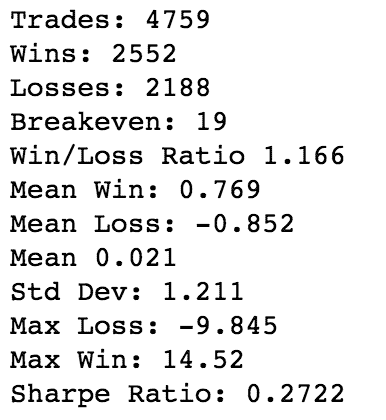 Trades: 4759
Wins: 2552
Losses: 2188
Breakeven: 19
Win/Loss Ratio 1.166
Mean Win: 0.769
Mean Loss: -0.852
Mean 0.021
Std Dev: 1.211
Max Loss: -9.845
Max Win: 14.52
Sharpe Ratio: 0.2722